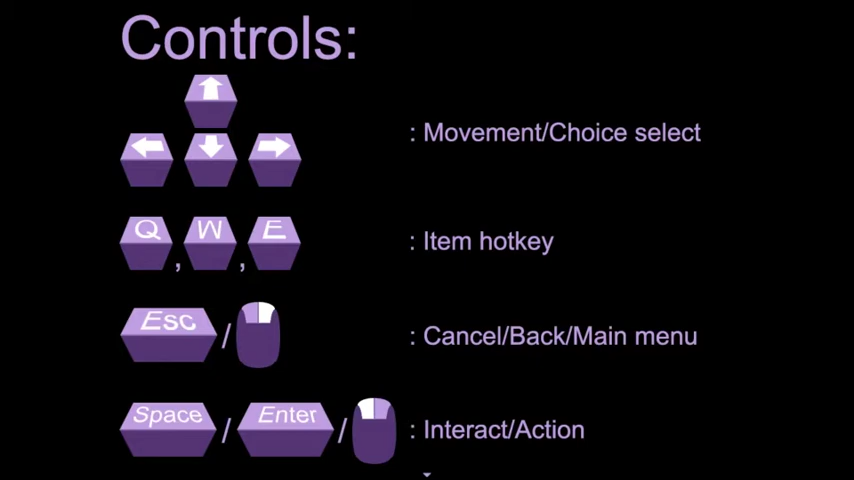 Controls:
: Movement/Choice select
Q , W , E : Item hotkey
Esc / : Cancel/Back/Main menu
Space / Enter / : Interact/Action